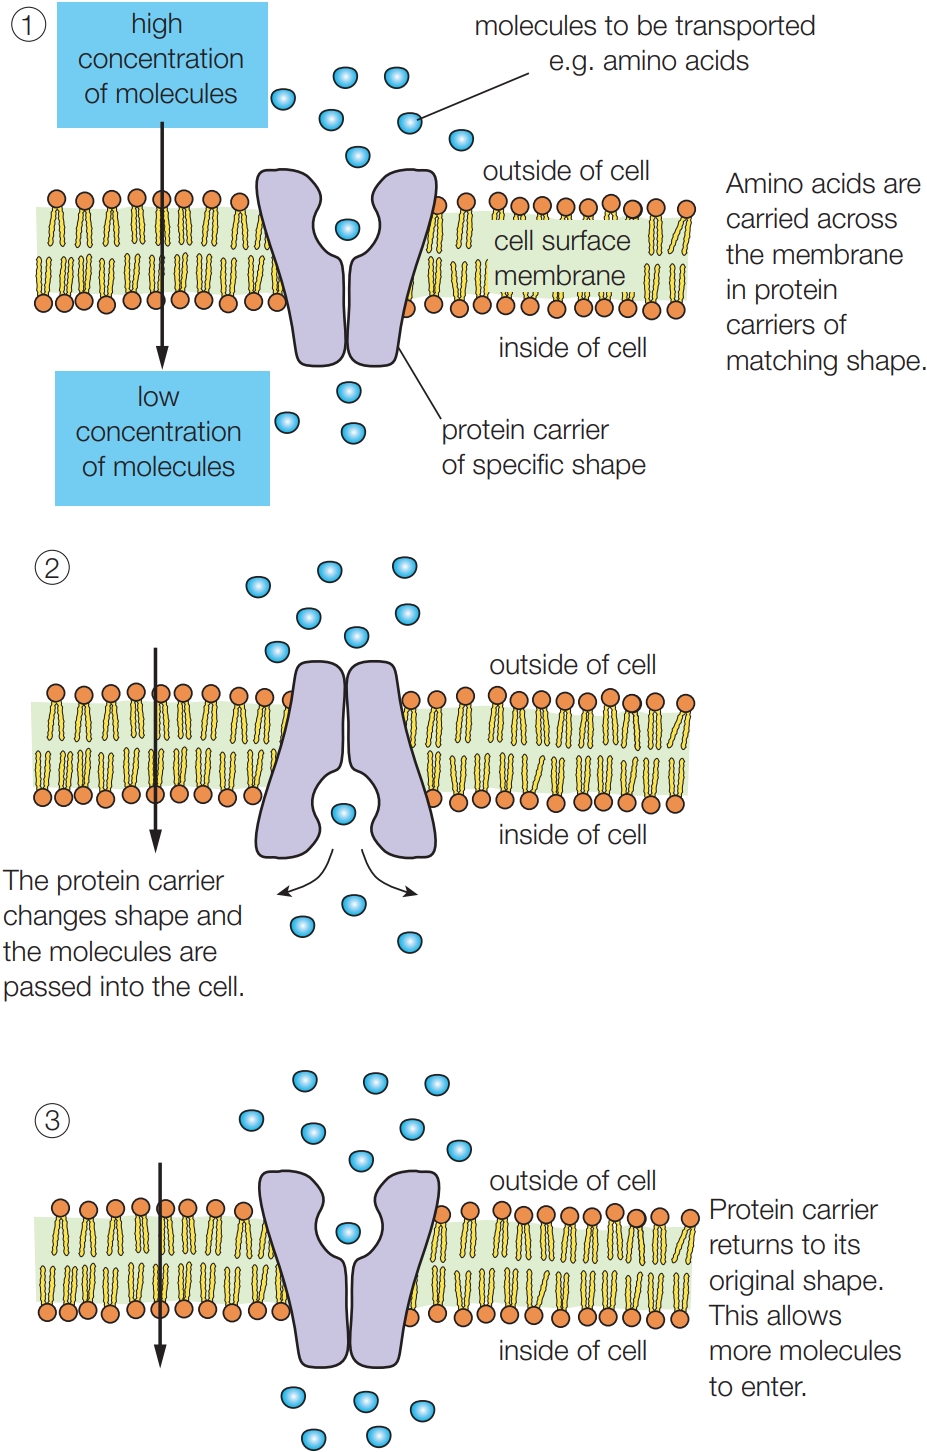 1
high
concentration
of molecules
molecules to be transported
e.g. amino acids
outside of cell
cell surface
membrane
Amino acids are
carried across
the membrane
in protein
carriers of
matching shape.
inside of cell
low
concentration
of molecules
protein carrier
of specific shape
2
outside of cell
inside of cell
The protein carrier
changes shape and
the molecules are
passed into the cell.
3
outside of cell
Protein carrier
returns to its
original shape.
This allows
more molecules
to enter.
inside of cell